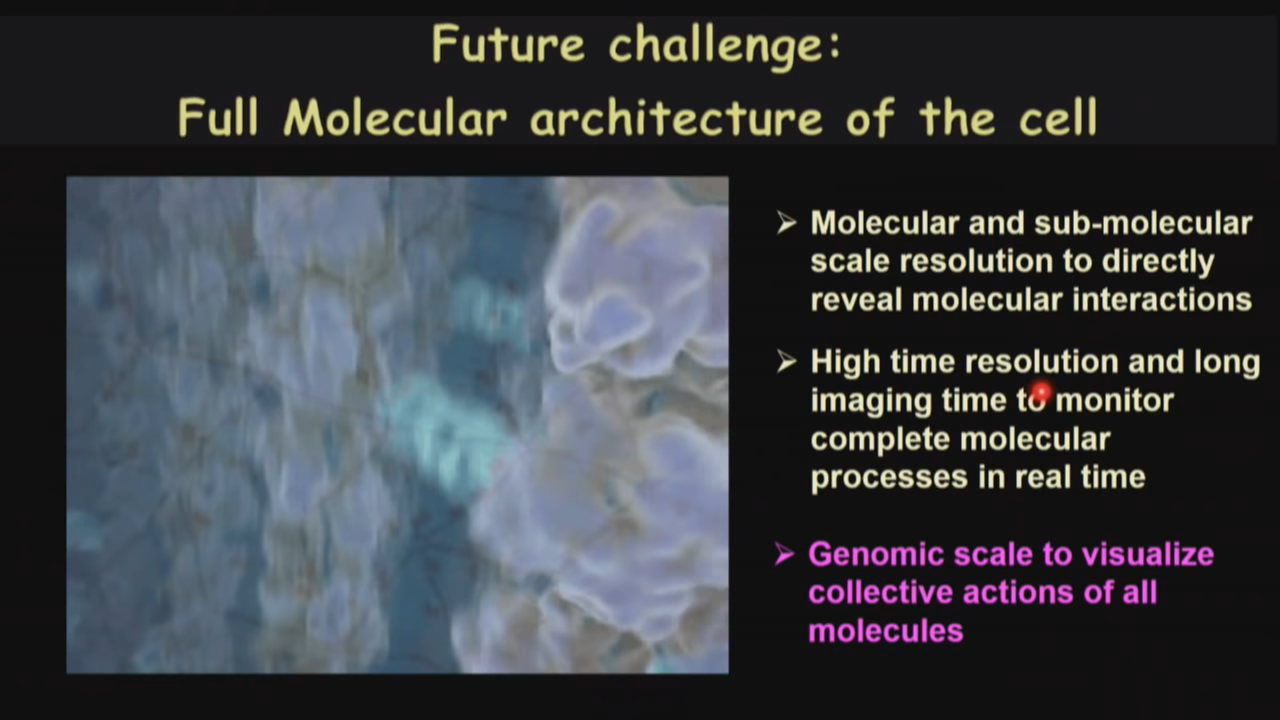 Future challenge:
Full Molecular architecture of the cell
➢ Molecular and sub-molecular
scale resolution to directly
reveal molecular interactions
➢ High time resolution and long
imaging time to monitor
complete molecular
processes in real time
➢ Genomic scale to visualize
collective actions of all
molecules